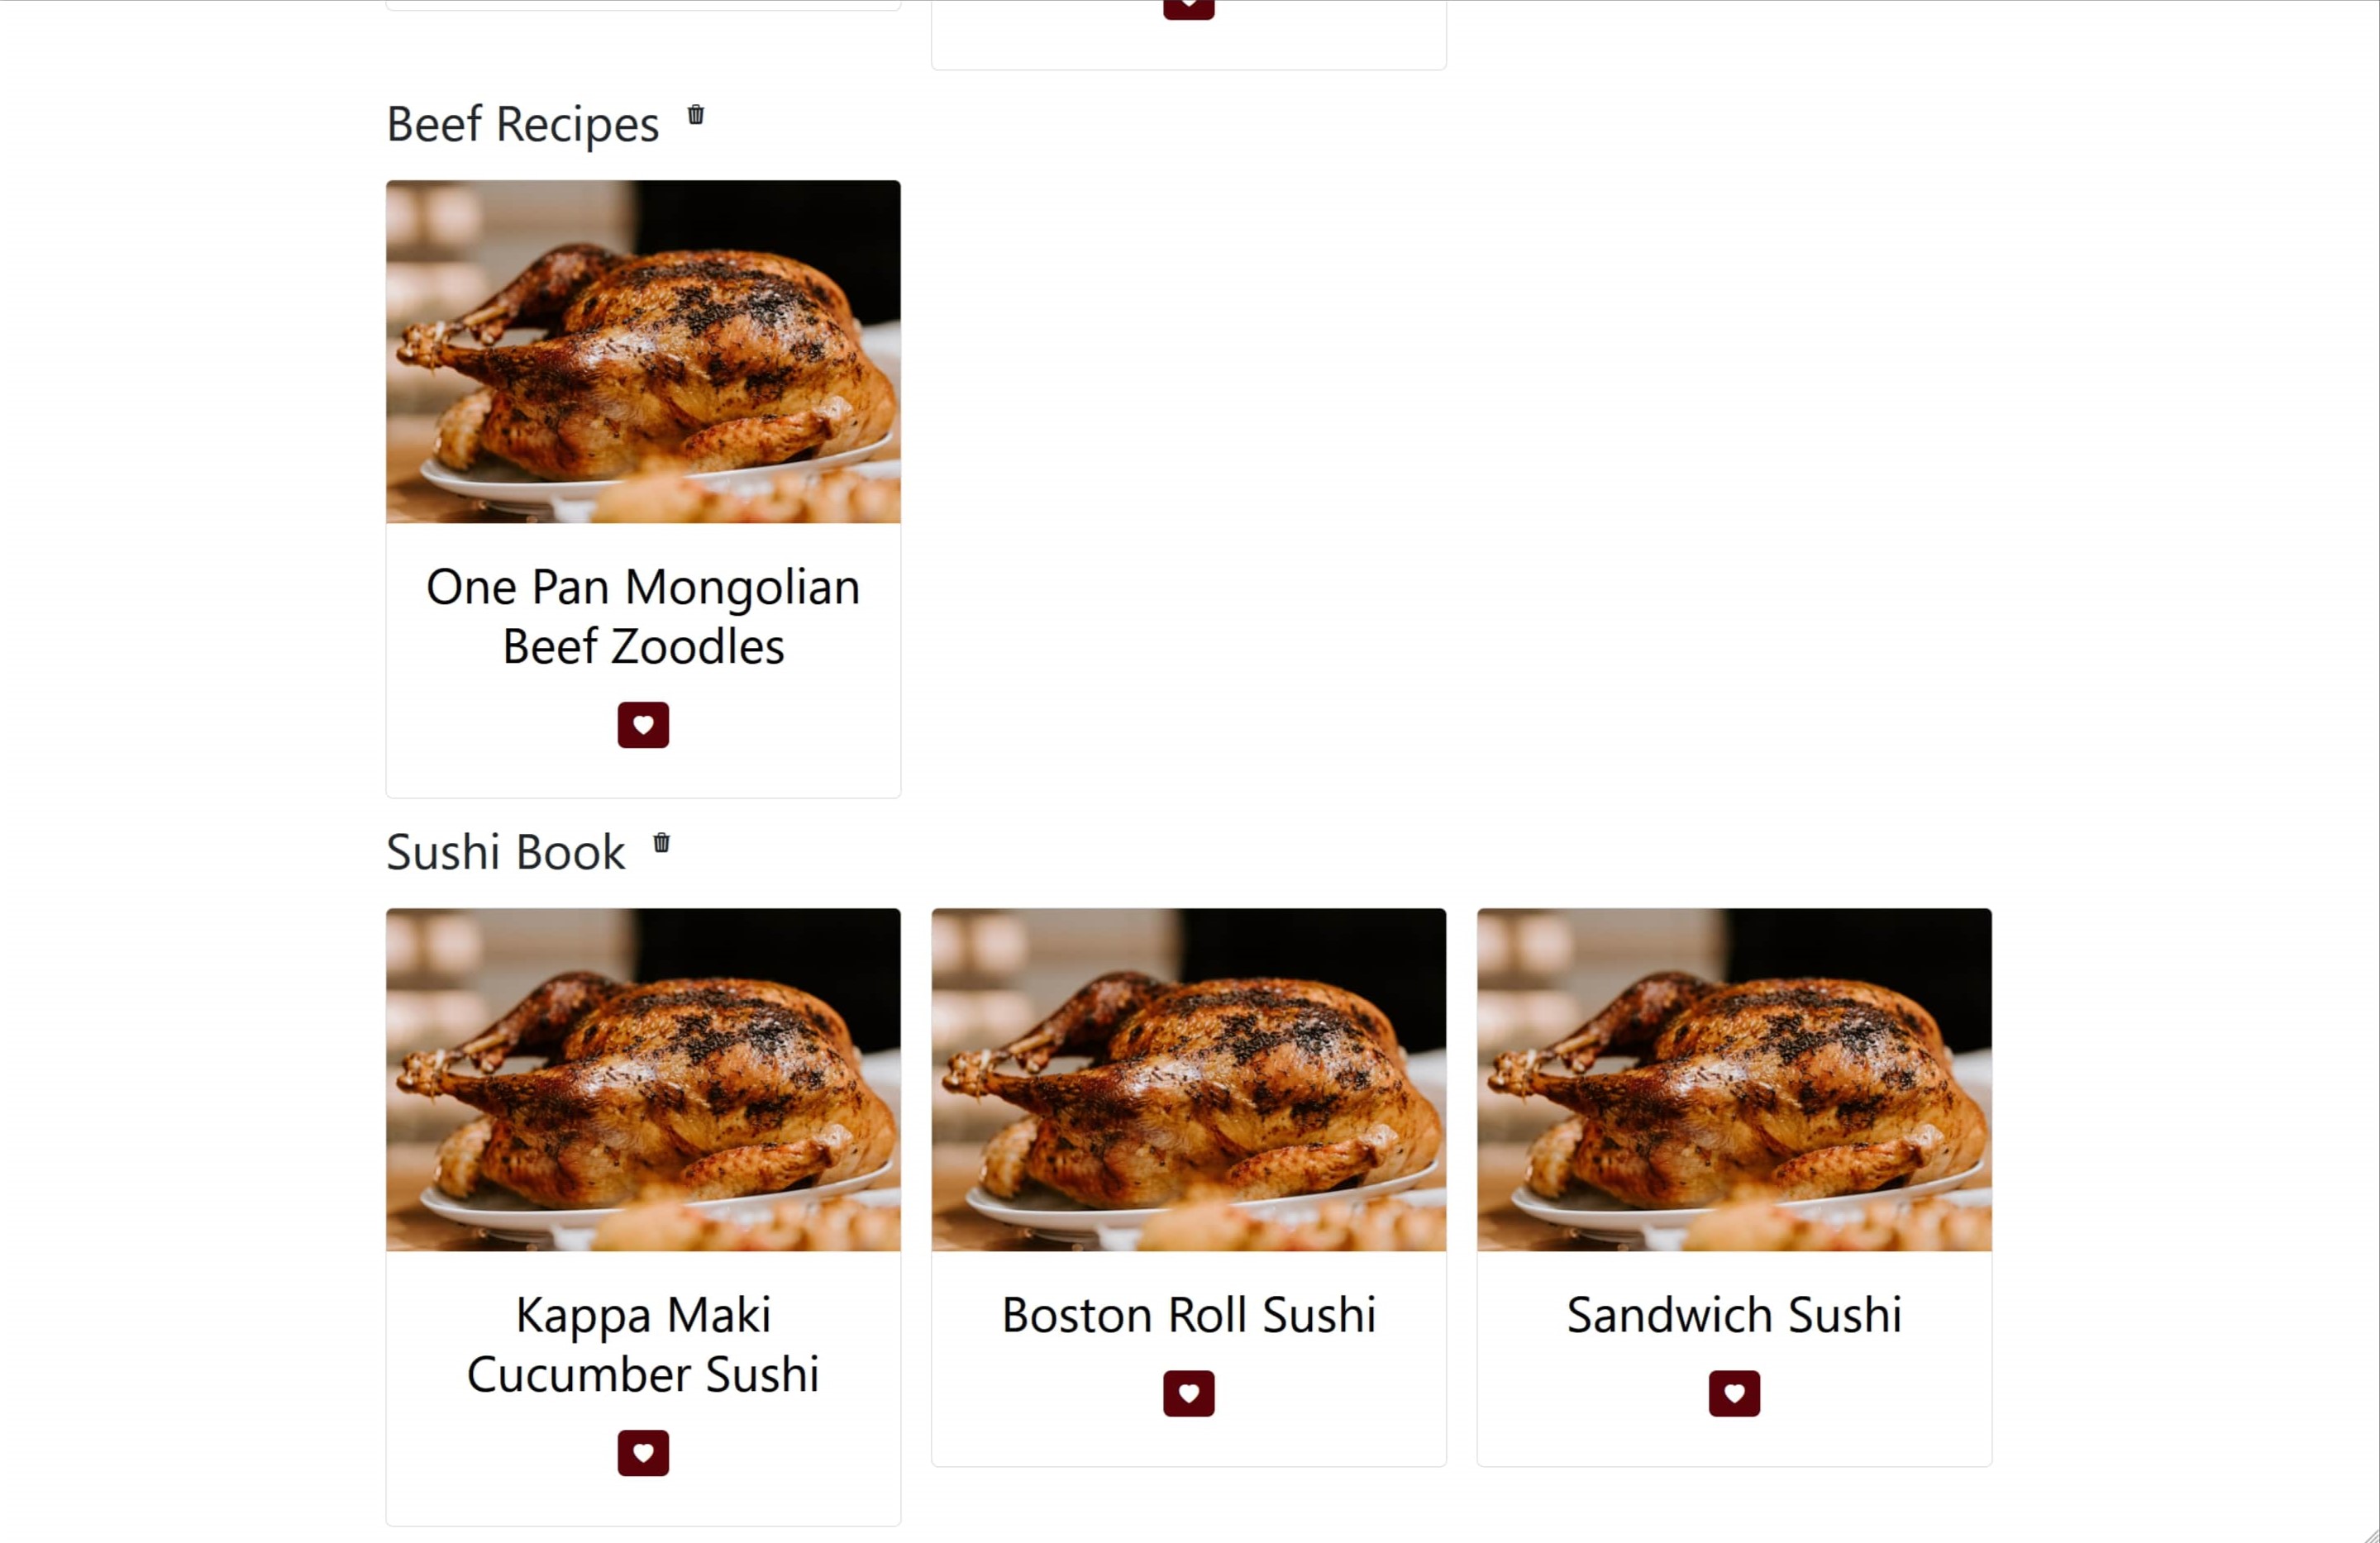 Beef Recipes
One Pan Mongolian
Beef Zoodles
Sushi Book
Kappa Maki
Cucumber Sushi
Boston Roll Sushi
Sandwich Sushi